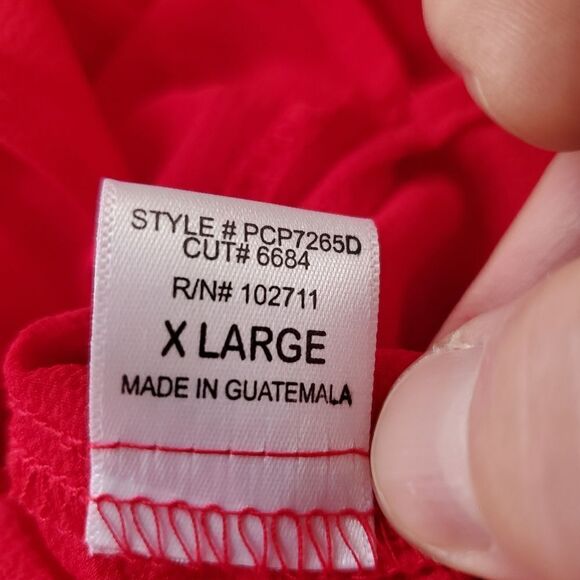 STYLE # PCP7265D
CUT# 6684
R/N# 102711
X LARGE
MADE IN GUATEMALA